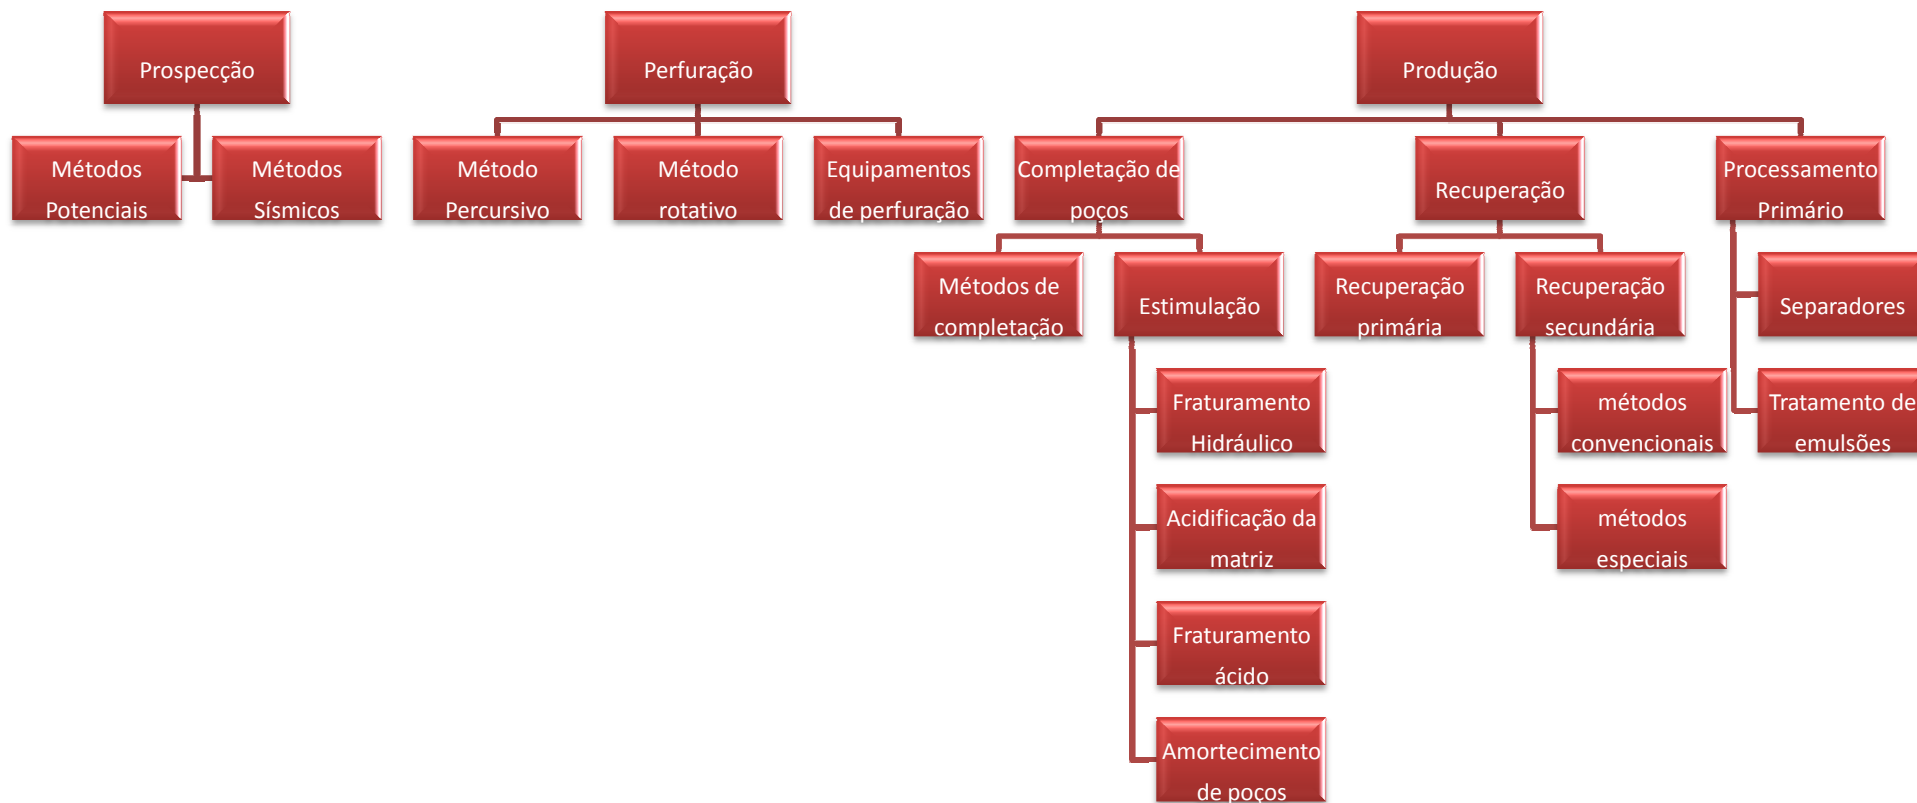 Prospecção
Perfuração
Produção
Métodos
Potenciais
Métodos
Sísmicos
Método
Percursivo
Método
rotativo
Equipamentos
de perfuração
Completação de
poços
Recuperação
Processamento
Primário
Métodos de
completação
Estimulação
Recuperação
primária
Recuperação
secundária
Separadores
Fraturamento
Hidráulico
métodos
convencionais
Tratamento de
emulsões
Acidificação da
matriz
métodos
especiais
Fraturamento
ácido
Amortecimento
de poços